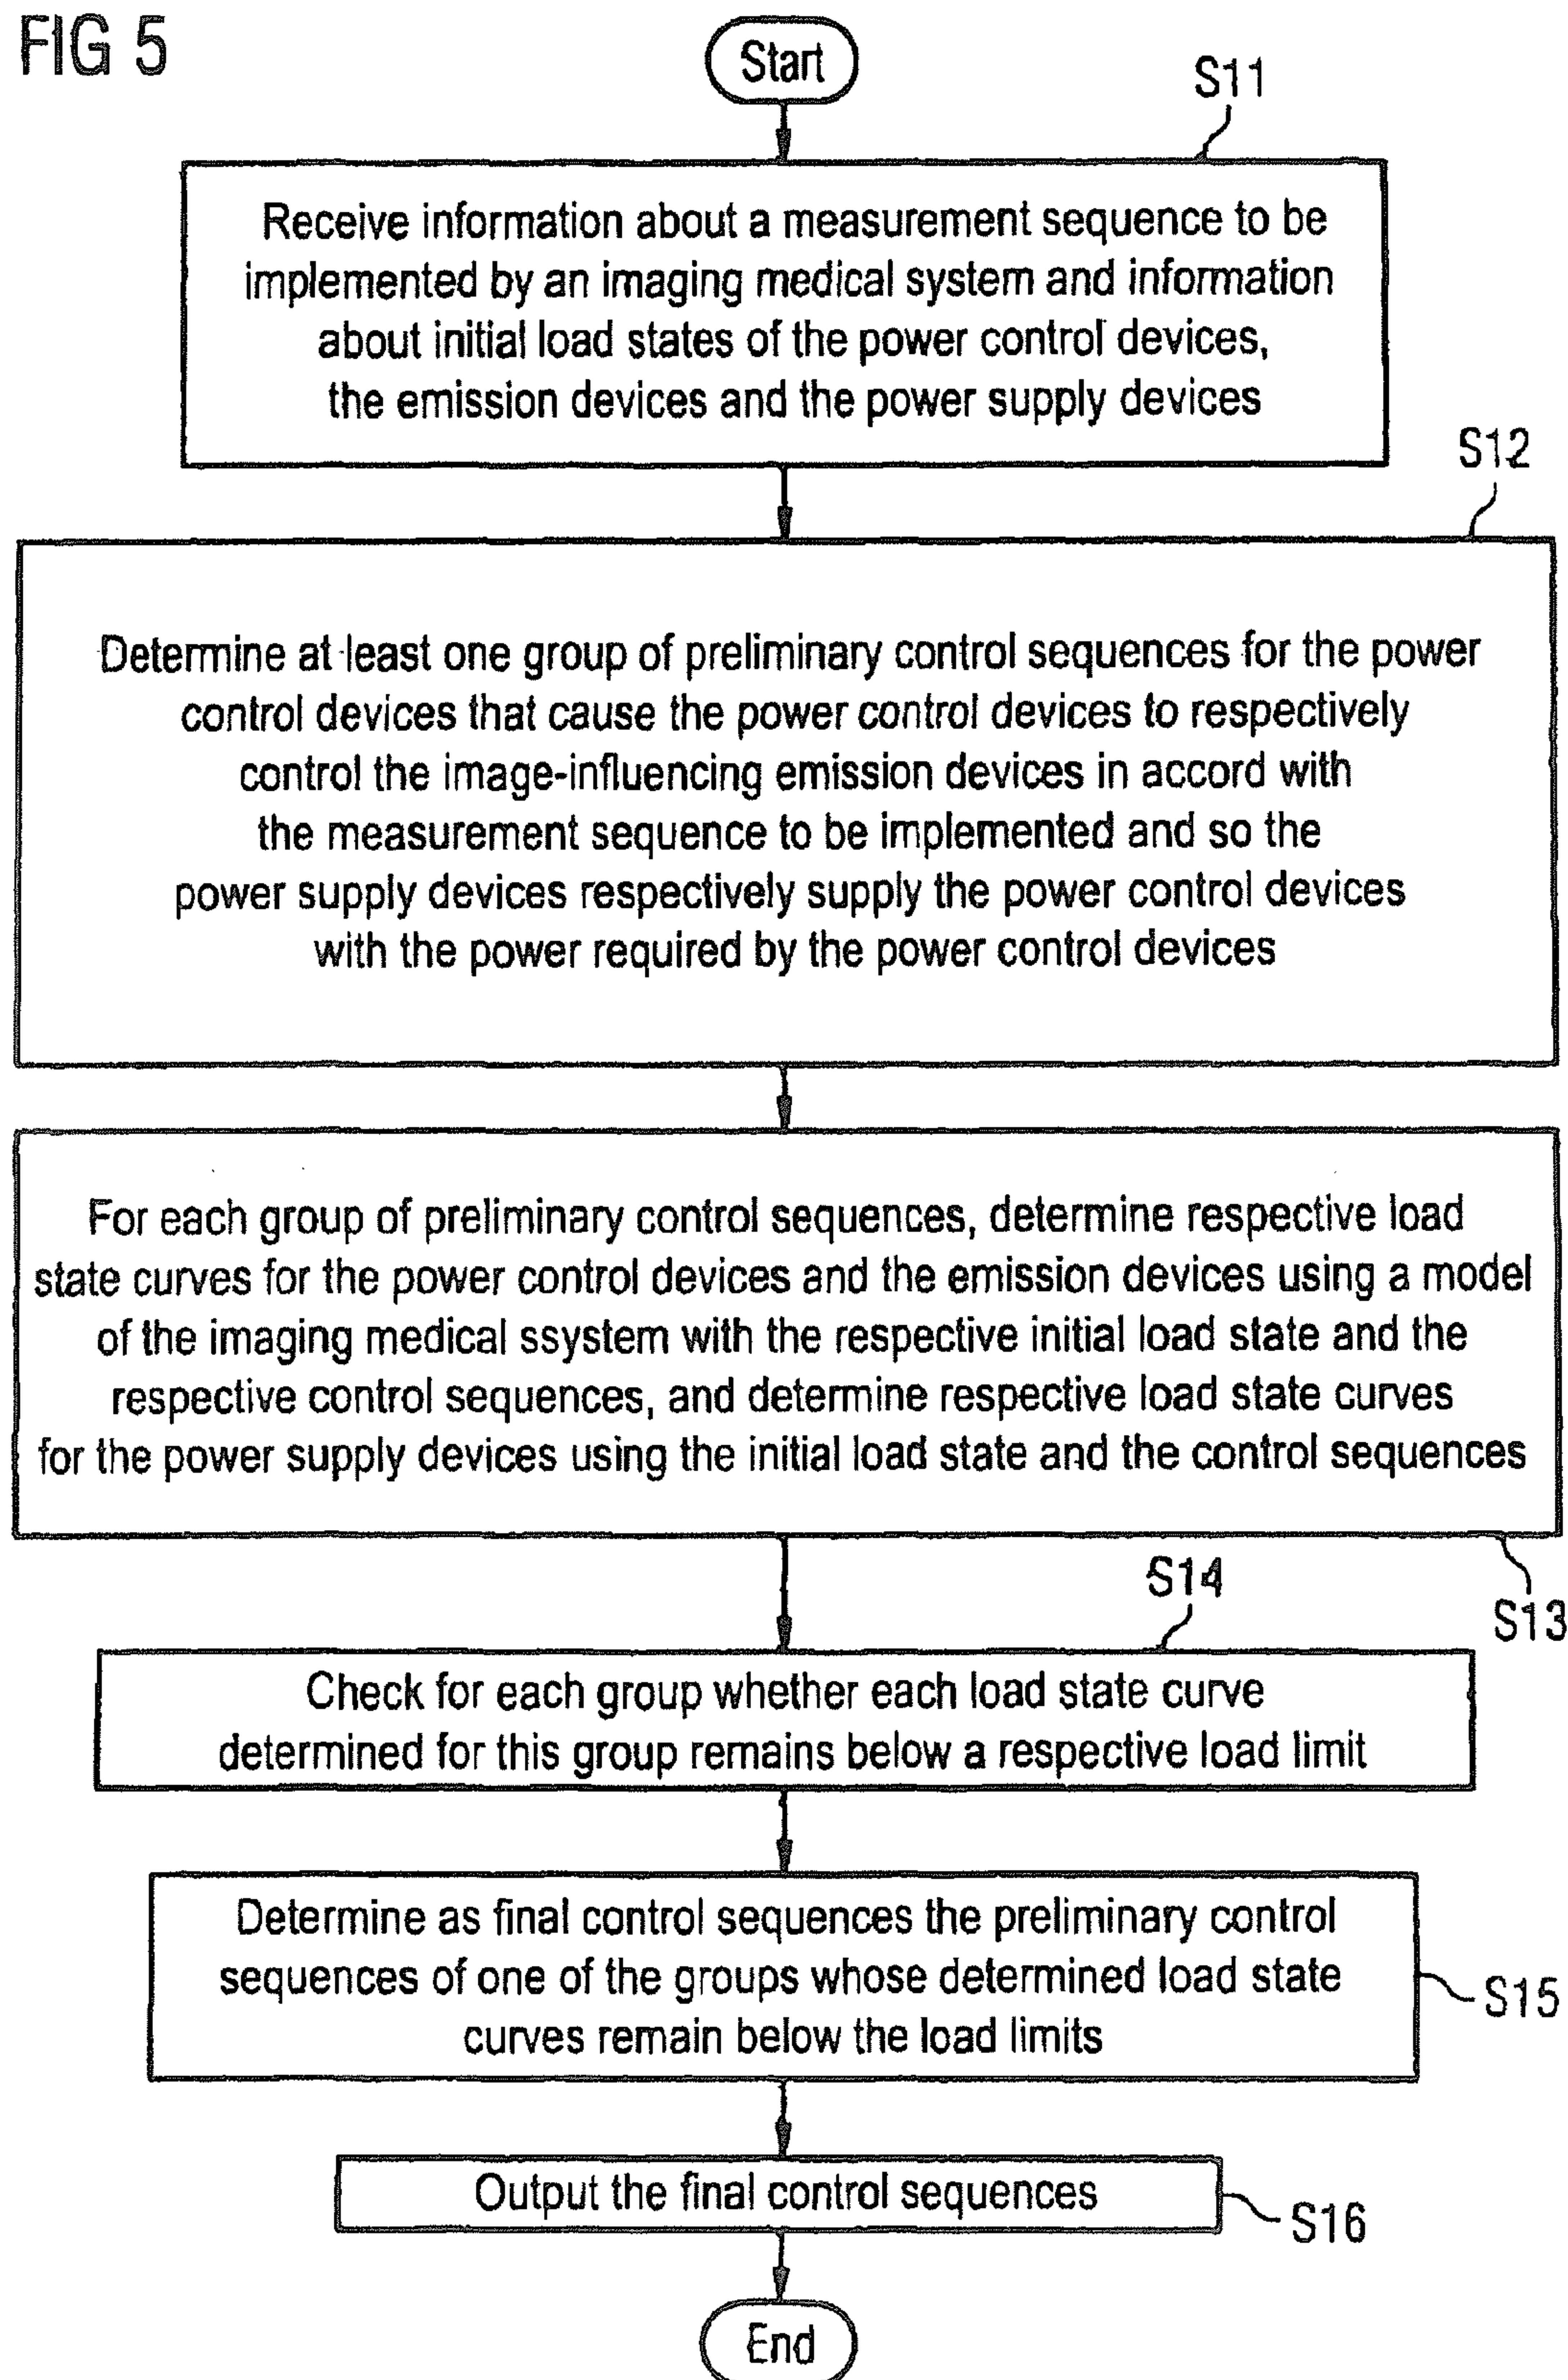 FIG 5
Start
S11
Receive information about a measurement sequence to be
implemented by an imaging medical system and information
about initial load states of the power control devices,
the emission devices and the power supply devices
S12
Determine at least one group of preliminary control sequences for the power
control devices that cause the power control devices to respectively
control the image-influencing emission devices in accord with
the measurement sequence to be implemented and so the
power supply devices respectively supply the power control devices
with the power required by the power control devices
For each group of preliminary control sequences, determine respective load
state curves for the power control devices and the emission devices using a model
of the imaging medical ssystem with the respective initial load state and the
respective control sequences, and determine respective load state curves
for the power supply devices using the initial load state and the control sequences
S13
S14
Check for each group whether each load state curve
determined for this group remains below a respective load limit
Determine as final control sequences the preliminary control
sequences of one of the groups whose determined load state
curves remain below the load limits
S15
Output the final control sequences
S16
End